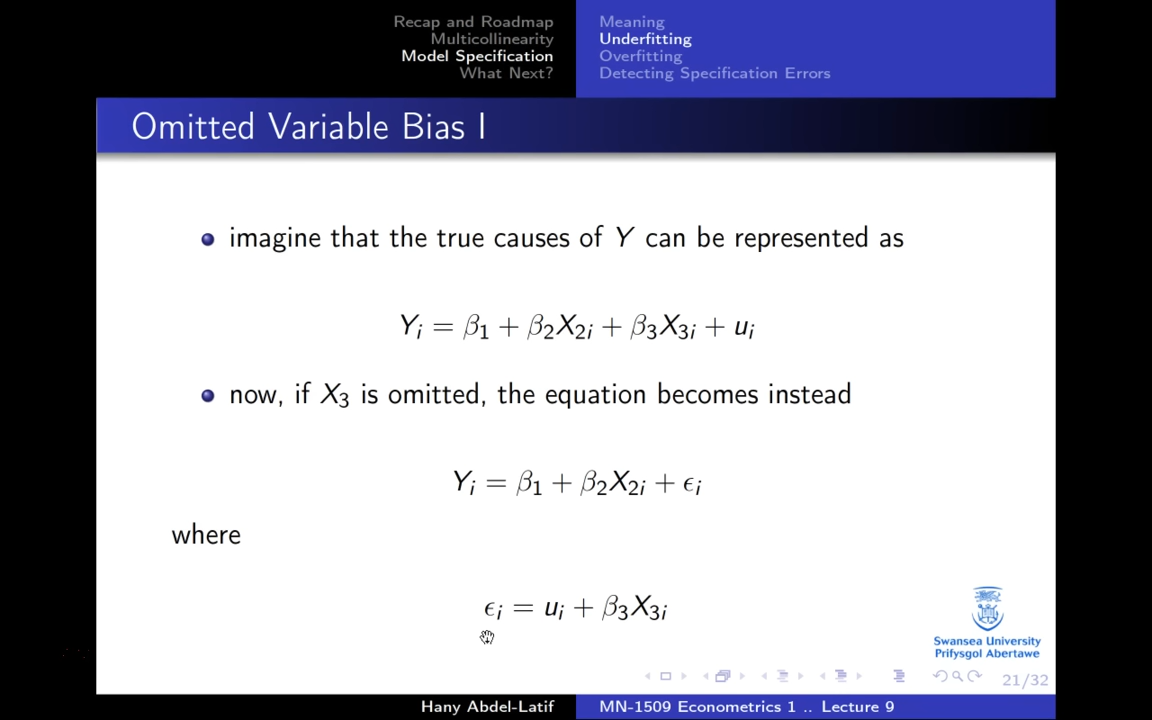 Recap and Roadmap
Multicollinearity
Model Specification
What Next?
Meaning
Underfitting
Overfitting
Detecting Specification Errors
Omitted Variable Bias I
imagine that the true causes of Y can be represented as
Yᵢ = β₁ + β₂X₂ᵢ + β₃X₃ᵢ + uᵢ
now, if X₃ is omitted, the equation becomes instead
Yᵢ = β₁ + β₂X₂ᵢ + ϵᵢ
where
ϵᵢ = uᵢ + β₃X₃ᵢ
Swansea University
Prifysgol Abertawe
21/32
Hany Abdel-Latif
MN-1509 Econometrics 1 .. Lecture 9